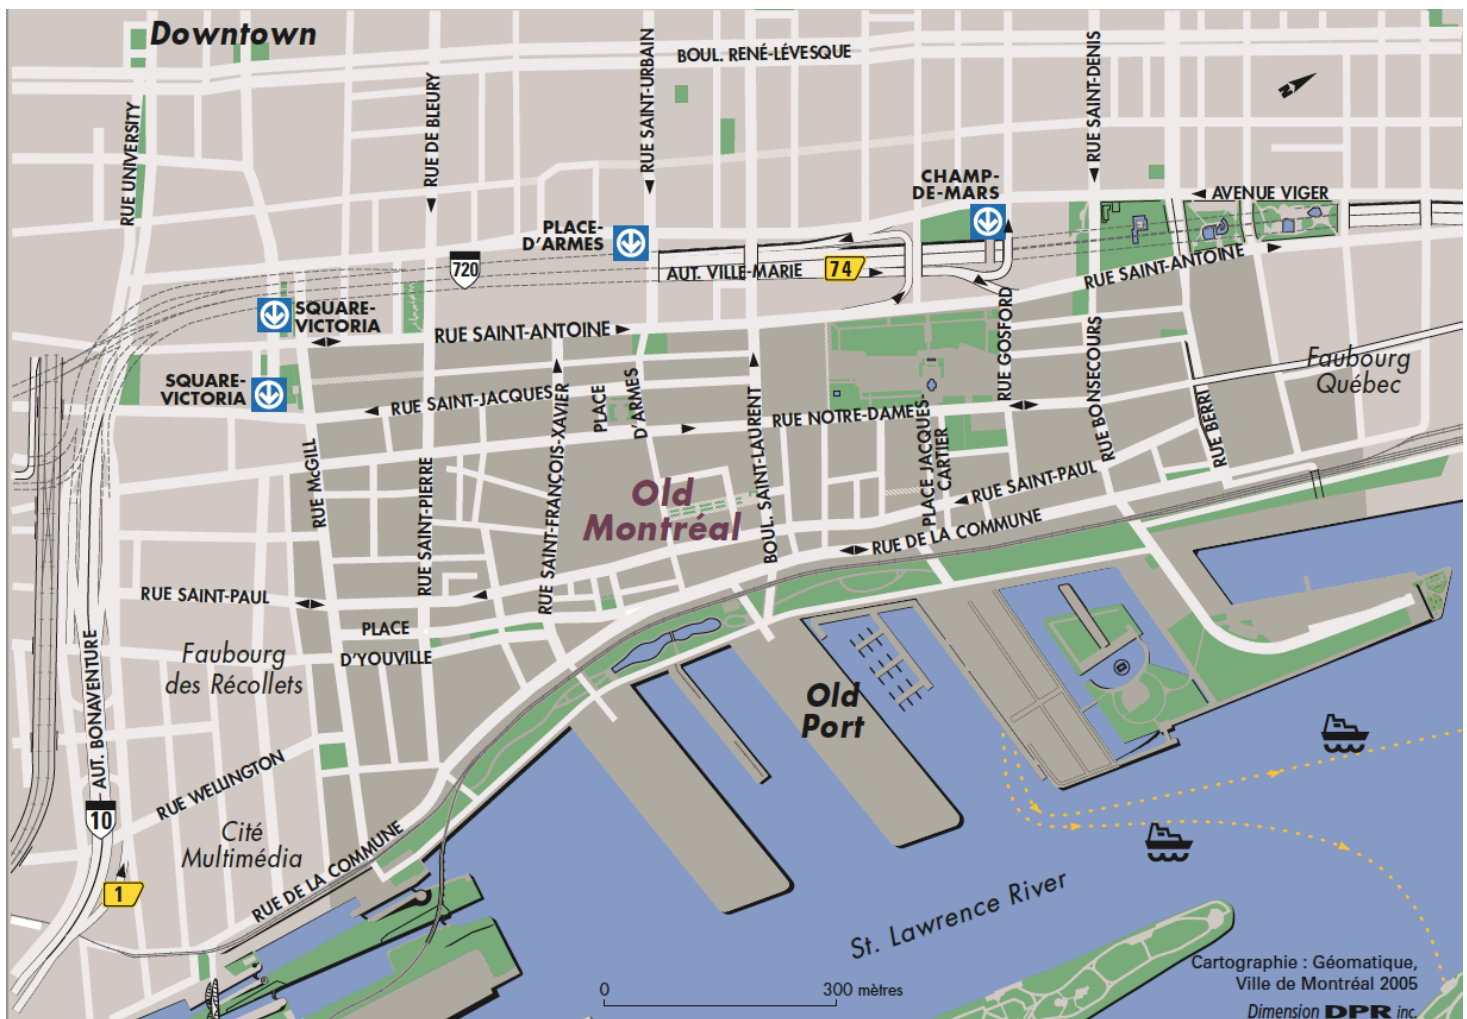 Downtown
BOUL. RENÉ-LÉVESQUE
RUE UNIVERSITY
RUE DE BLEURY
RUE SAINT-URBAIN
RUE SAINT-DENIS
N
CHAMP-
DE-MARS
AVENUE VIGER
PLACE-
D'ARMES
720
AUT. VILLE-MARIE
74
RUE SAINT-ANTOINE
SQUARE-
VICTORIA
RUE SAINT-ANTOINE
RUE GOSFORD
RUE BONSECOURS
Faubourg
Québec
SQUARE-
VICTORIA
RUE SAINT-JACQUES
RUE SAINT-FRANÇOIS-XAVIER
PLACE
D'ARMES
BOUL. SAINT-LAURENT
RUE NOTRE-DAME
PLACE JACQUES-
CARTIER
RUE BERRI
RUE McGILL
RUE SAINT-PIERRE
Old
Montréal
RUE SAINT-PAUL
RUE DE LA COMMUNE
RUE SAINT-PAUL
PLACE
D'YOUVILLE
Faubourg
des Récollets
AUT. BONAVENTURE
Old
Port
RUE WELLINGTON
10
Cité
Multimédia
1
RUE DE LA COMMUNE
St. Lawrence River
0 300 mètres
Cartographie : Géomatique,
Ville de Montréal 2005
Dimension DPR inc.